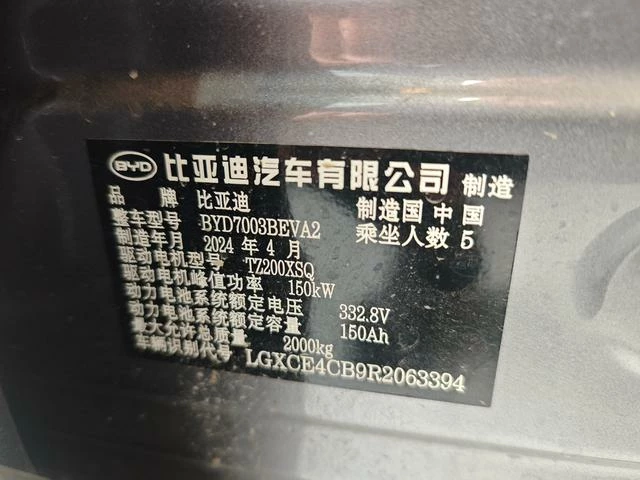 BYD 比亚迪汽车有限公司 制造
品 牌 比亚迪 制造国 中 国
整车型号 BYD7003BEVA2 乘坐人数 5
制造年月 2024 年 4 月
驱动电机型号 TZ200XSQ
驱动电机峰值功率 150kW
动力电池系统额定电压 332.8V
动力电池系统额定容量 150Ah
最大允许总质量 2000kg
车辆识别代号 LGXCE4CB9R2063394